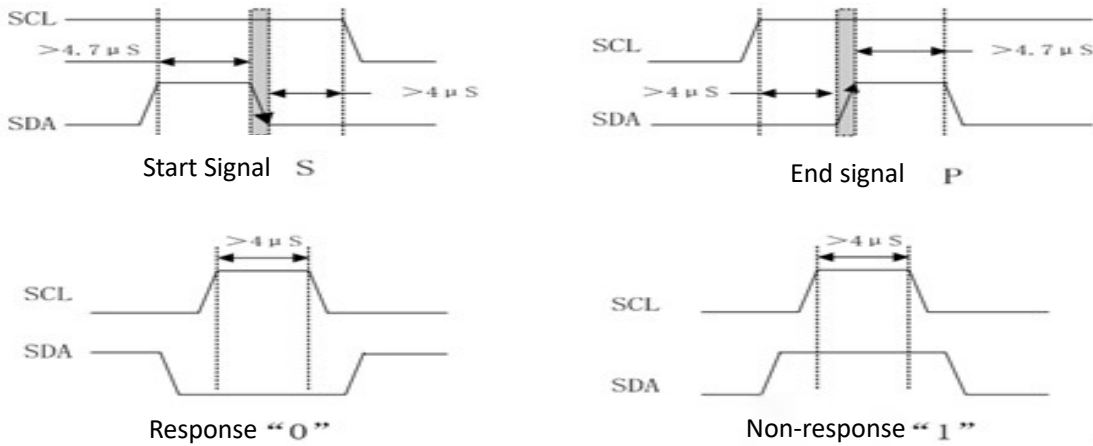 SCL
>4.7μS
>4μS
SDA
Start Signal S
SCL
>4.7μS
>4μS
SDA
End signal P
>4μS
SCL
SDA
Response “0”
>4μS
SCL
SDA
Non-response “1”